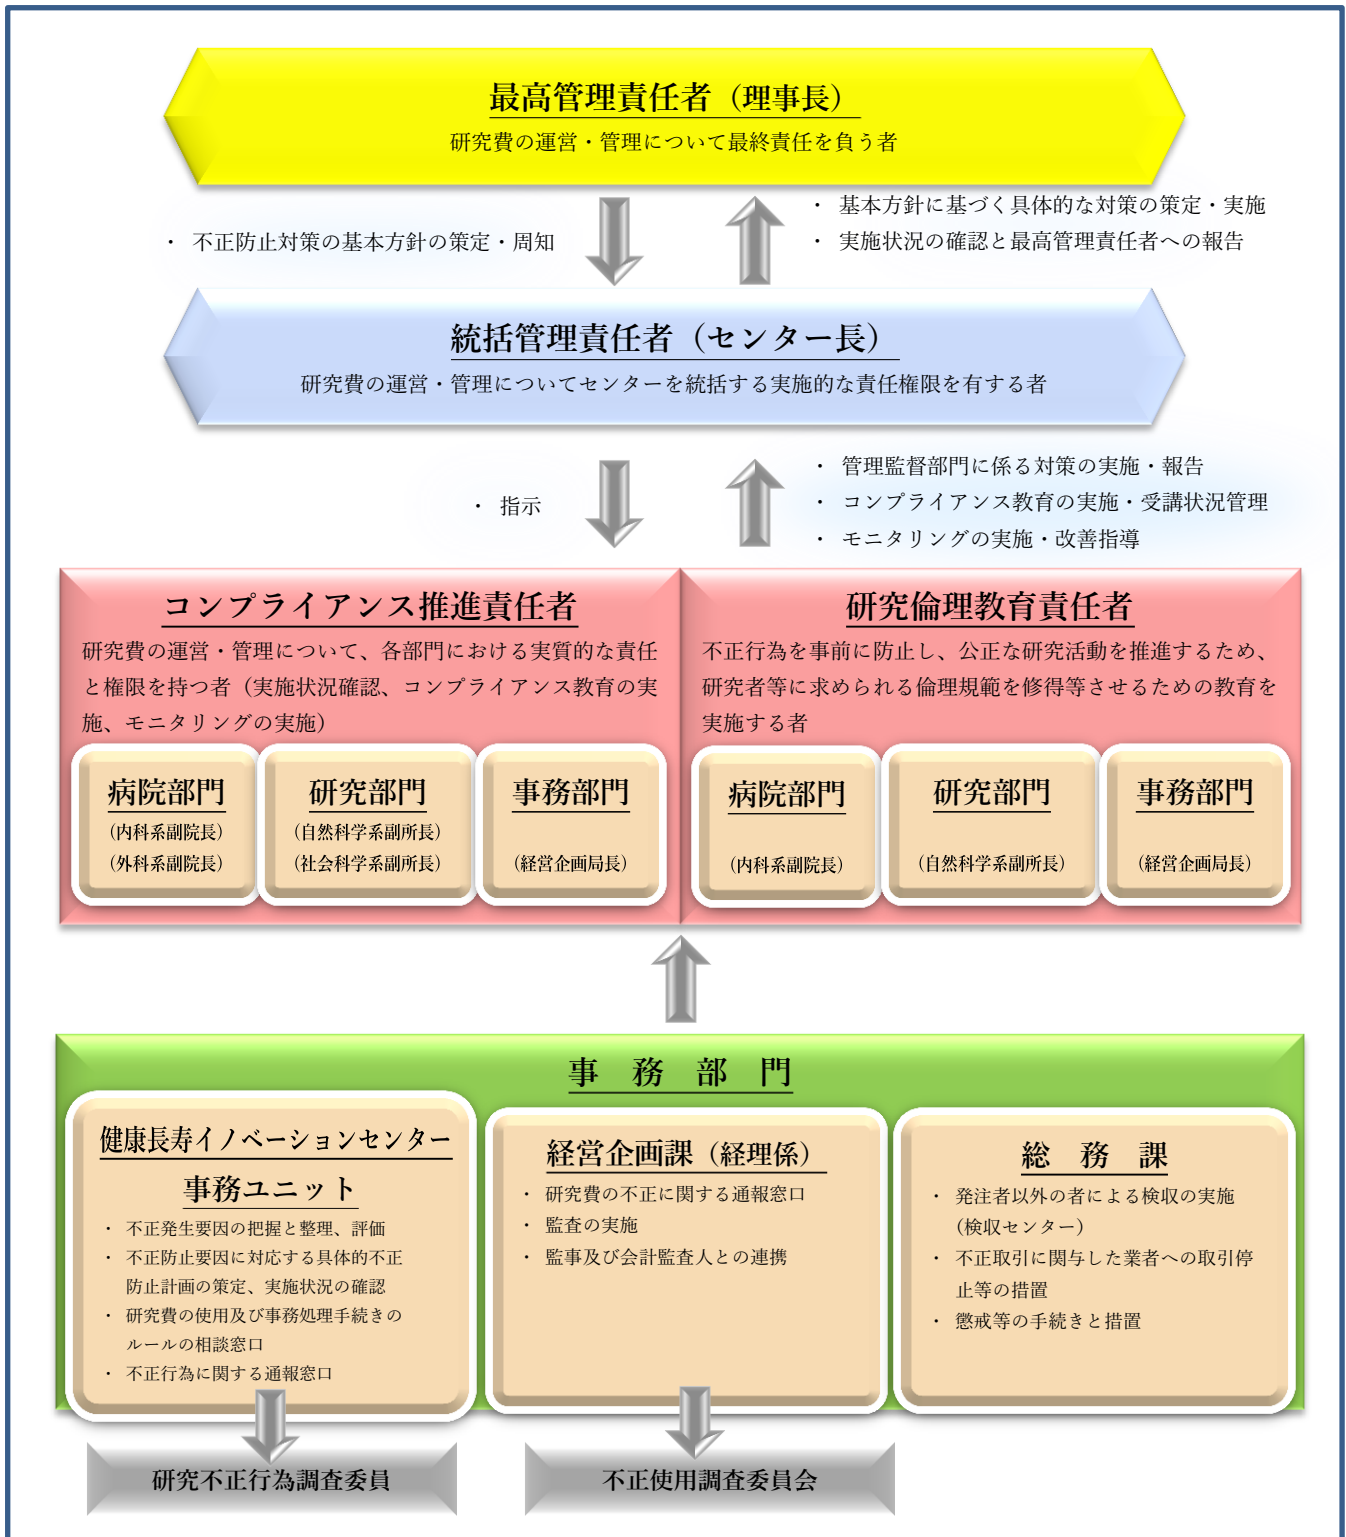 最高管理責任者（理事長）
研究費の運営・管理について最終責任を負う者
・ 不正防止対策の基本方針の策定・周知
・ 基本方針に基づく具体的な対策の策定・実施
・ 実施状況の確認と最高管理責任者への報告
統括管理責任者（センター長）
研究費の運営・管理についてセンターを統括する実施的な責任権限を有する者
・ 指示
・ 管理監督部門に係る対策の実施・報告
・ コンプライアンス教育の実施・受講状況管理
・ モニタリングの実施・改善指導
コンプライアンス推進責任者
研究費の運営・管理について、各部門における実質的な責任
と権限を持つ者（実施状況確認、コンプライアンス教育の実
施、モニタリングの実施）
病院部門
（内科系副院長）
（外科系副院長）
研究部門
（自然科学系副所長）
（社会科学系副所長）
事務部門
（経営企画局長）
研究倫理教育責任者
不正行為を事前に防止し、公正な研究活動を推進するため、
研究者等に求められる倫理規範を修得等させるための教育を
実施する者
病院部門
（内科系副院長）
研究部門
（自然科学系副所長）
事務部門
（経営企画局長）
事 務 部 門
健康長寿イノベーションセンター
事務ユニット
・ 不正発生要因の把握と整理、評価
・ 不正防止要因に対応する具体的不正
防止計画の策定、実施状況の確認
・ 研究費の使用及び事務処理手続きの
ルールの相談窓口
・ 不正行為に関する通報窓口
経営企画課（経理係）
・ 研究費の不正に関する通報窓口
・ 監査の実施
・ 監事及び会計監査人との連携
総 務 課
・ 発注者以外の者による検収の実施
（検収センター）
・ 不正取引に関与した業者への取引停
止等の措置
・ 懲戒等の手続きと措置
研究不正行為調査委員
不正使用調査委員会